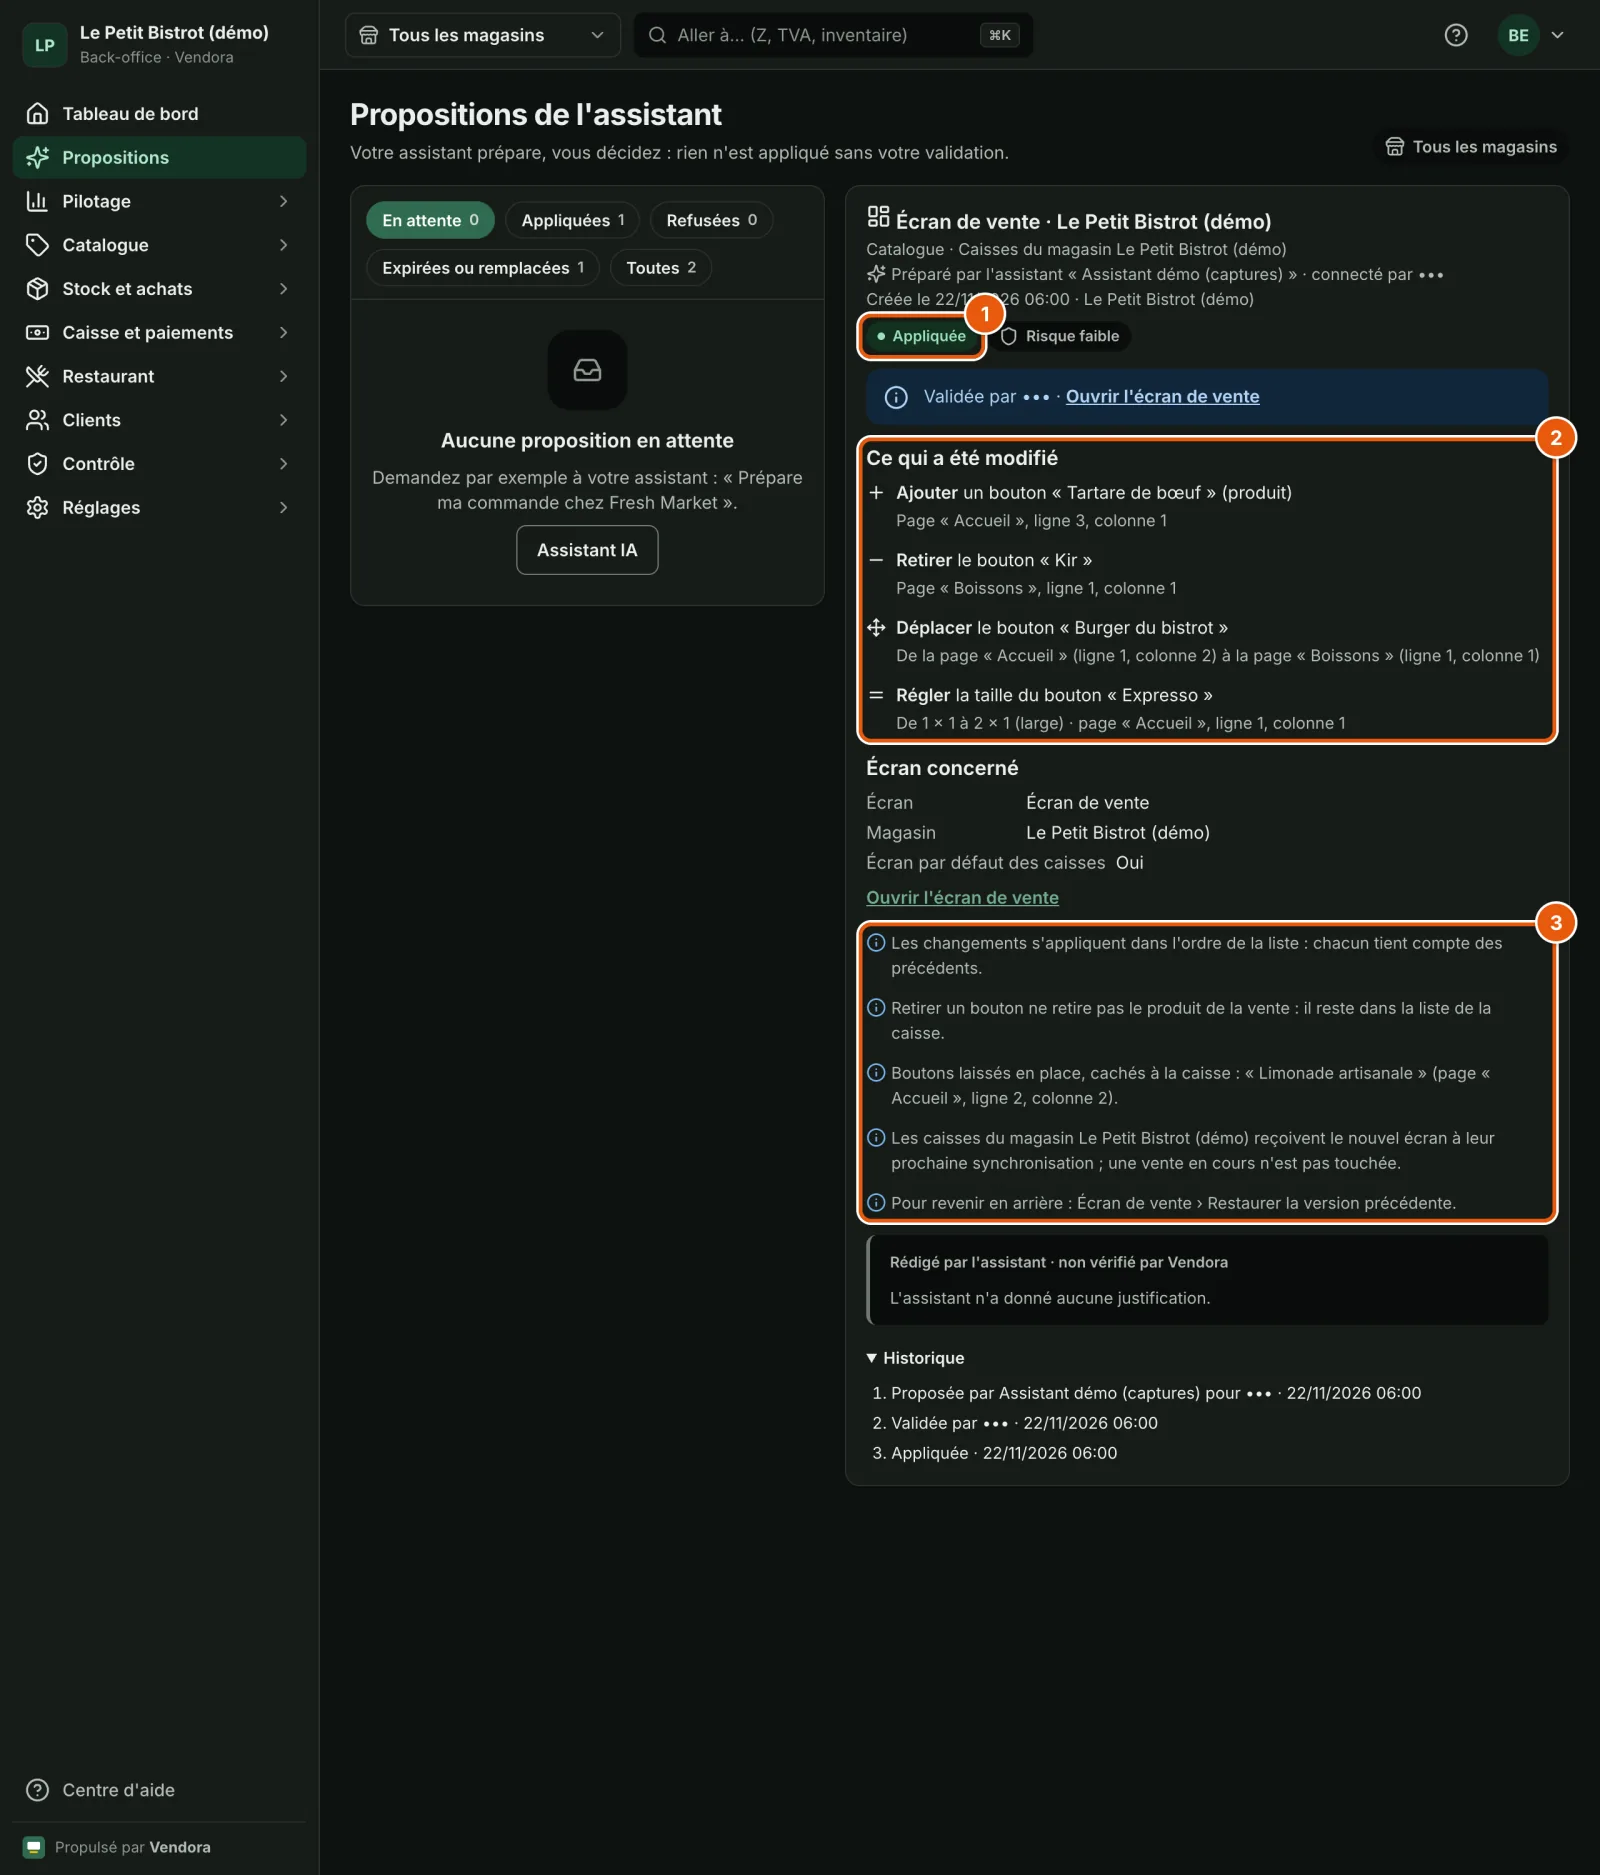 LP
Le Petit Bistrot (démo)
Back-office · Vendora
Tous les magasins
Aller à... (Z, TVA, inventaire)
⌘K
BE
Tableau de bord
Propositions
Pilotage
Catalogue
Stock et achats
Caisse et paiements
Restaurant
Clients
Contrôle
Réglages
Centre d'aide
Propulsé par Vendora
Propositions de l'assistant
Votre assistant prépare, vous décidez : rien n'est appliqué sans votre validation.
Tous les magasins
En attente 0
Appliquées 1
Refusées 0
Expirées ou remplacées 1
Toutes 2
Aucune proposition en attente
Demandez par exemple à votre assistant : « Prépare
ma commande chez Fresh Market ».
Assistant IA
Écran de vente · Le Petit Bistrot (démo)
Catalogue · Caisses du magasin Le Petit Bistrot (démo)
Préparé par l'assistant « Assistant démo (captures) » · connecté par •••
Créée le 22/11 26 06:00 · Le Petit Bistrot (démo)
1
Appliquée
Risque faible
Validée par ••• · Ouvrir l'écran de vente
2
Ce qui a été modifié
+ Ajouter un bouton « Tartare de bœuf » (produit)
Page « Accueil », ligne 3, colonne 1
− Retirer le bouton « Kir »
Page « Boissons », ligne 1, colonne 1
Déplacer le bouton « Burger du bistrot »
De la page « Accueil » (ligne 1, colonne 2) à la page « Boissons » (ligne 1, colonne 1)
= Régler la taille du bouton « Expresso »
De 1 × 1 à 2 × 1 (large) · page « Accueil », ligne 1, colonne 1
Écran concerné
Écran Écran de vente
Magasin Le Petit Bistrot (démo)
Écran par défaut des caisses Oui
Ouvrir l'écran de vente
3
Les changements s'appliquent dans l'ordre de la liste : chacun tient compte des
précédents.
Retirer un bouton ne retire pas le produit de la vente : il reste dans la liste de la
caisse.
Boutons laissés en place, cachés à la caisse : « Limonade artisanale » (page «
Accueil », ligne 2, colonne 2).
Les caisses du magasin Le Petit Bistrot (démo) reçoivent le nouvel écran à leur
prochaine synchronisation ; une vente en cours n'est pas touchée.
Pour revenir en arrière : Écran de vente › Restaurer la version précédente.
Rédigé par l'assistant · non vérifié par Vendora
L'assistant n'a donné aucune justification.
▼ Historique
1. Proposée par Assistant démo (captures) pour ••• · 22/11/2026 06:00
2. Validée par ••• · 22/11/2026 06:00
3. Appliquée · 22/11/2026 06:00